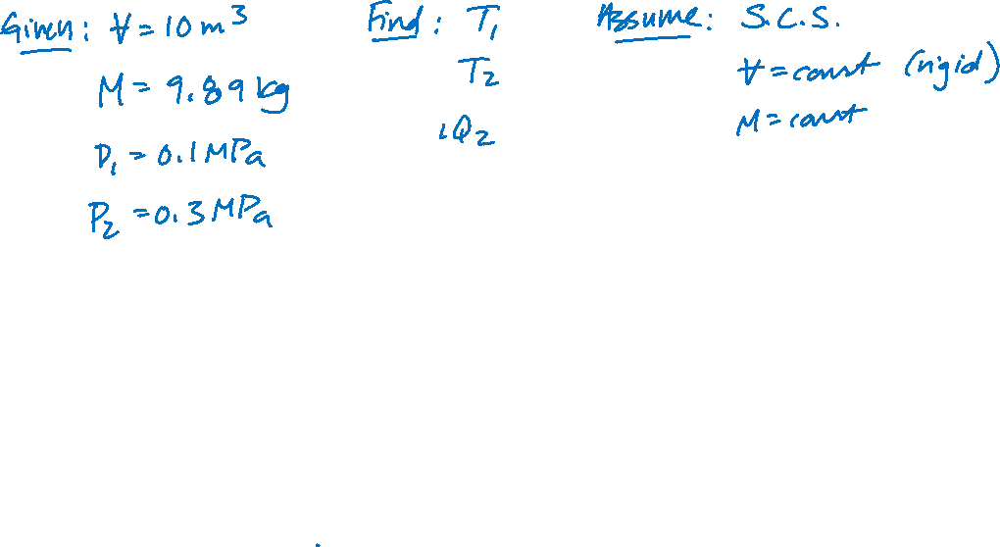 Given: V = 10 m³
M = 9.89 kg
P₁ = 0.1 MPa
P₂ = 0.3 MPa
Find: T₁
T₂
₁Q₂
Assume: S.C.S.
V = const (rigid)
M = const